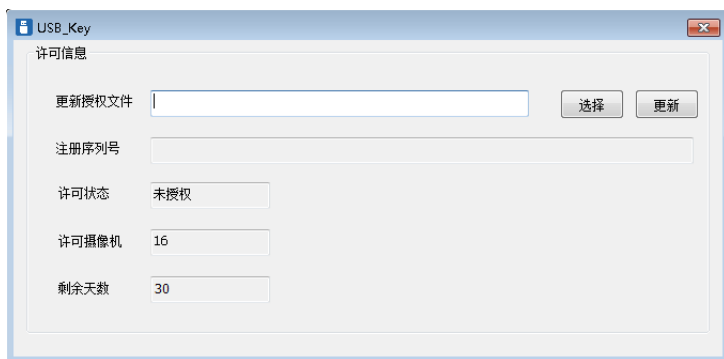 USB_Key
许可信息
更新授权文件 选择 更新
注册序列号
许可状态 未授权
许可摄像机 16
剩余天数 30